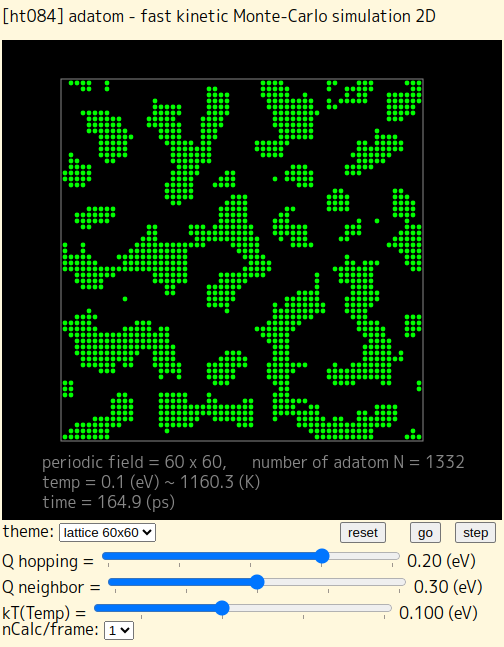 [ht084] adatom - fast kinetic Monte-Carlo simulation 2D
periodic field = 60 x 60, number of adatom N = 1332
temp = 0.1 (eV) ~ 1160.3 (K)
time = 164.9 (ps)
theme: lattice 60x60 reset go step
Q hopping = 0.20 (eV)
Q neighbor = 0.30 (eV)
kT(Temp) = 0.100 (eV)
nCalc/frame: 1